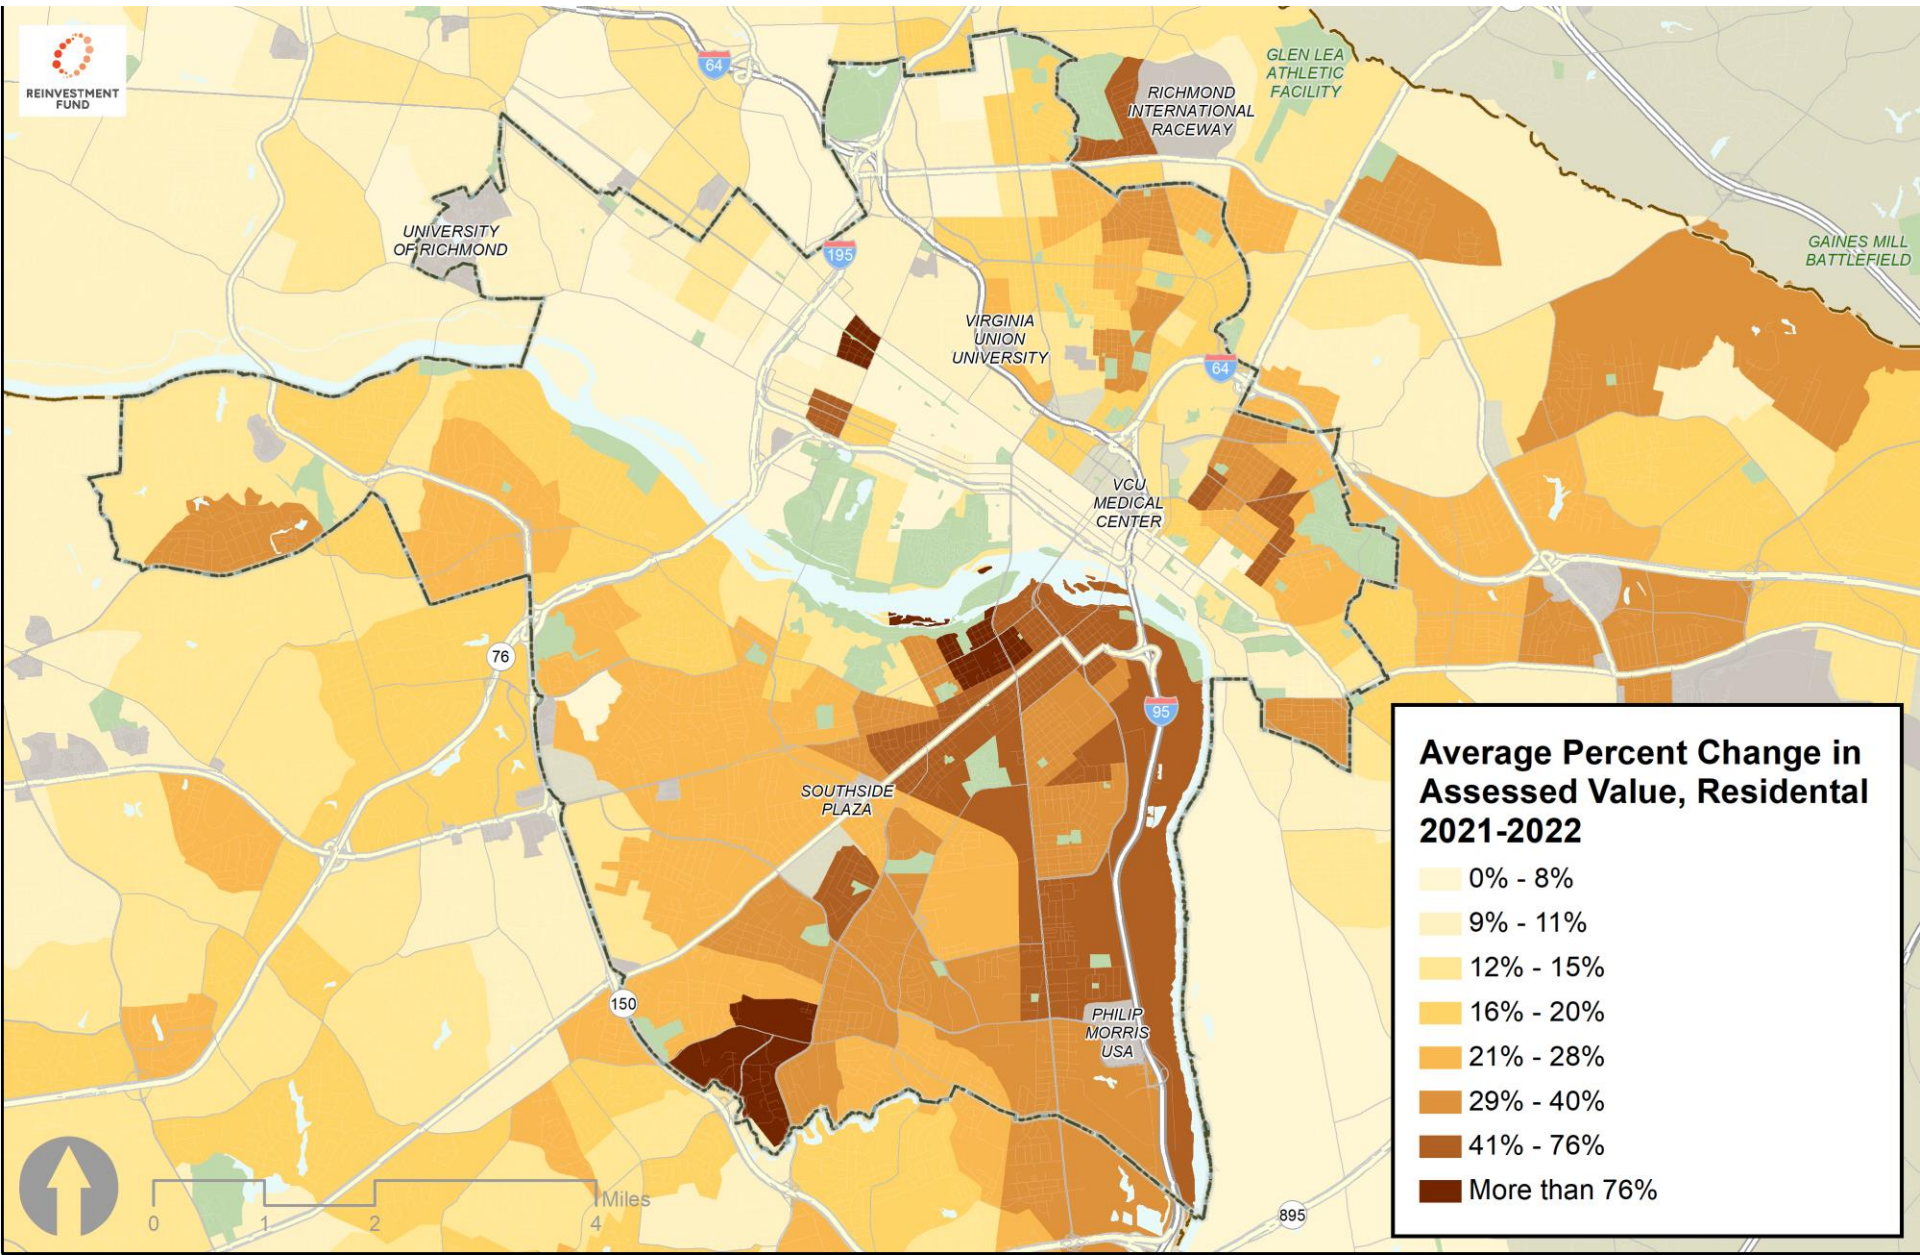 REINVESTMENT
FUND
64
GLEN LEA
ATHLETIC
FACILITY
RICHMOND
INTERNATIONAL
RACEWAY
UNIVERSITY
OF RICHMOND
195
GAINES MILL
BATTLEFIELD
VIRGINIA
UNION
UNIVERSITY
64
VCU
MEDICAL
CENTER
76
95
SOUTHSIDE
PLAZA
150
PHILIP
MORRIS
USA
895
Average Percent Change in
Assessed Value, Residental
2021-2022
0% - 8%
9% - 11%
12% - 15%
16% - 20%
21% - 28%
29% - 40%
41% - 76%
More than 76%
Miles
0 1 2 4